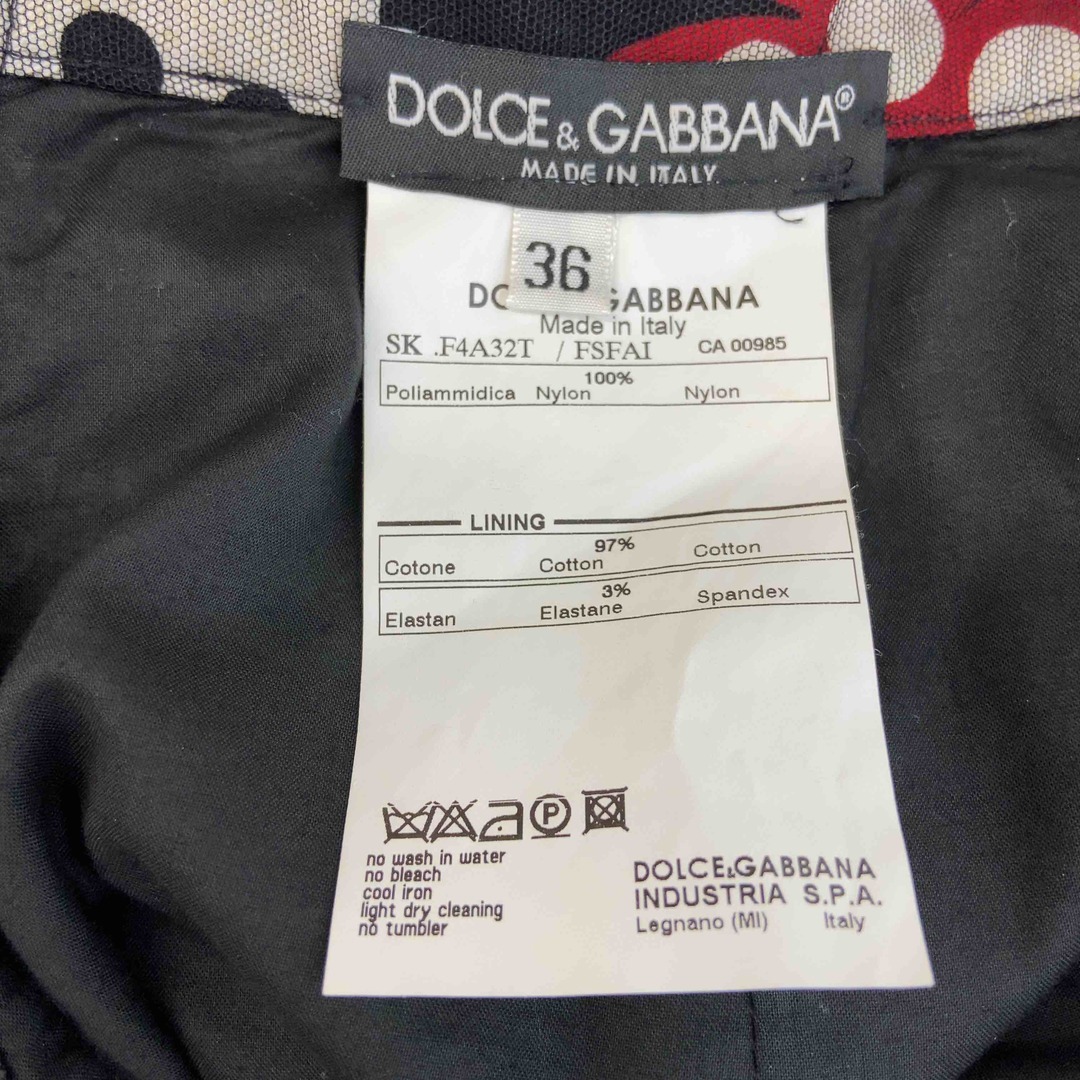 DOLCE & GABBANA®
MADE IN ITALY
36
DO GABBANA
Made in Italy
SK .F4A32T / FSFAI CA 00985
100%
Poliammidica Nylon Nylon
LINING
97%
Cotone Cotton Cotton
3%
Elastan Elastane Spandex
P
no wash in water
no bleach
cool iron
light dry cleaning
no tumbler
DOLCE&GABBANA
INDUSTRIA S.P.A.
Legnano (MI) Italy